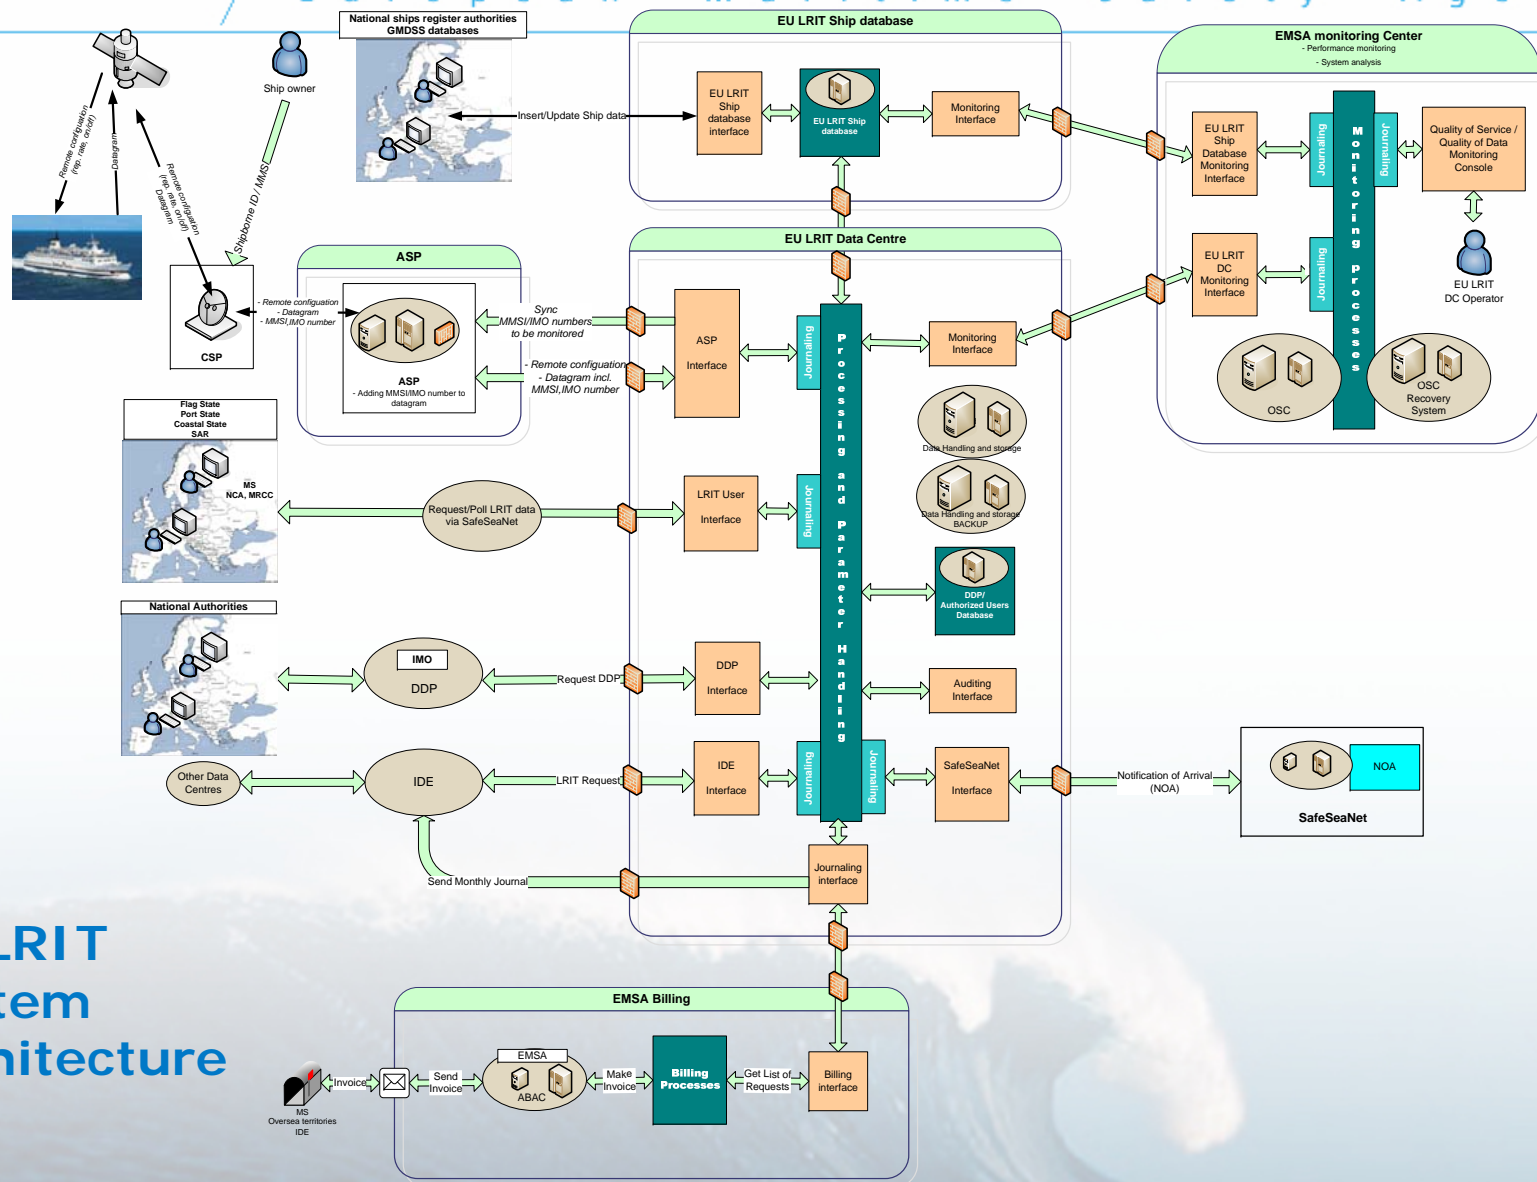 National ships register authorities
GMDSS databases
EU LRIT Ship database
EMSA monitoring Center
- Performance monitoring
- System analysis
Ship owner
Remote configuration
(rep. rate, on/off)
Datagram
Remote configuation
(rep. rate, on/off)
Datagram
Shipborne ID / MMSI
Insert/Update Ship data
EU LRIT
Ship
database
interface
EU LRIT Ship
database
Monitoring
Interface
EU LRIT
Ship
Database
Monitoring
Interface
Journaling
Monitoring Processes
Journaling
Quality of Service /
Quality of Data
Monitoring
Console
EU LRIT
DC
Monitoring
Interface
Journaling
EU LRIT
DC Operator
OSC
OSC
Recovery
System
CSP
- Remote configuation
- Datagram
- MMSI,IMO number
ASP
ASP
- Adding MMSI/IMO number to
datagram
Sync
MMSI/IMO numbers
to be monitored
- Remote configuation
- Datagram incl.
MMSI,IMO number
EU LRIT Data Centre
ASP
Interface
Journaling
Processing and Parameter Handling
Monitoring
Interface
Data Handling and storage
Data Handling and storage
BACKUP
Flag State
Port State
Coastal State
SAR
MS
NCA, MRCC
Request/Poll LRIT data
via SafeSeaNet
LRIT User
Interface
Journaling
DDP/
Authorized Users
Database
National Authorities
IMO
DDP
Request DDP
DDP
Interface
Auditing
Interface
Other Data
Centres
IDE
LRIT Request
IDE
Interface
Journaling
Journaling
SafeSeaNet
Interface
Notification of Arrival
(NOA)
NOA
SafeSeaNet
Send Monthly Journal
Journaling
interface
LRIT
tem
hitecture
EMSA Billing
MS
Oversea territories
IDE
Invoice
Send
Invoice
EMSA
ABAC
Make
Invoice
Billing
Processes
Get List of
Requests
Billing
interface